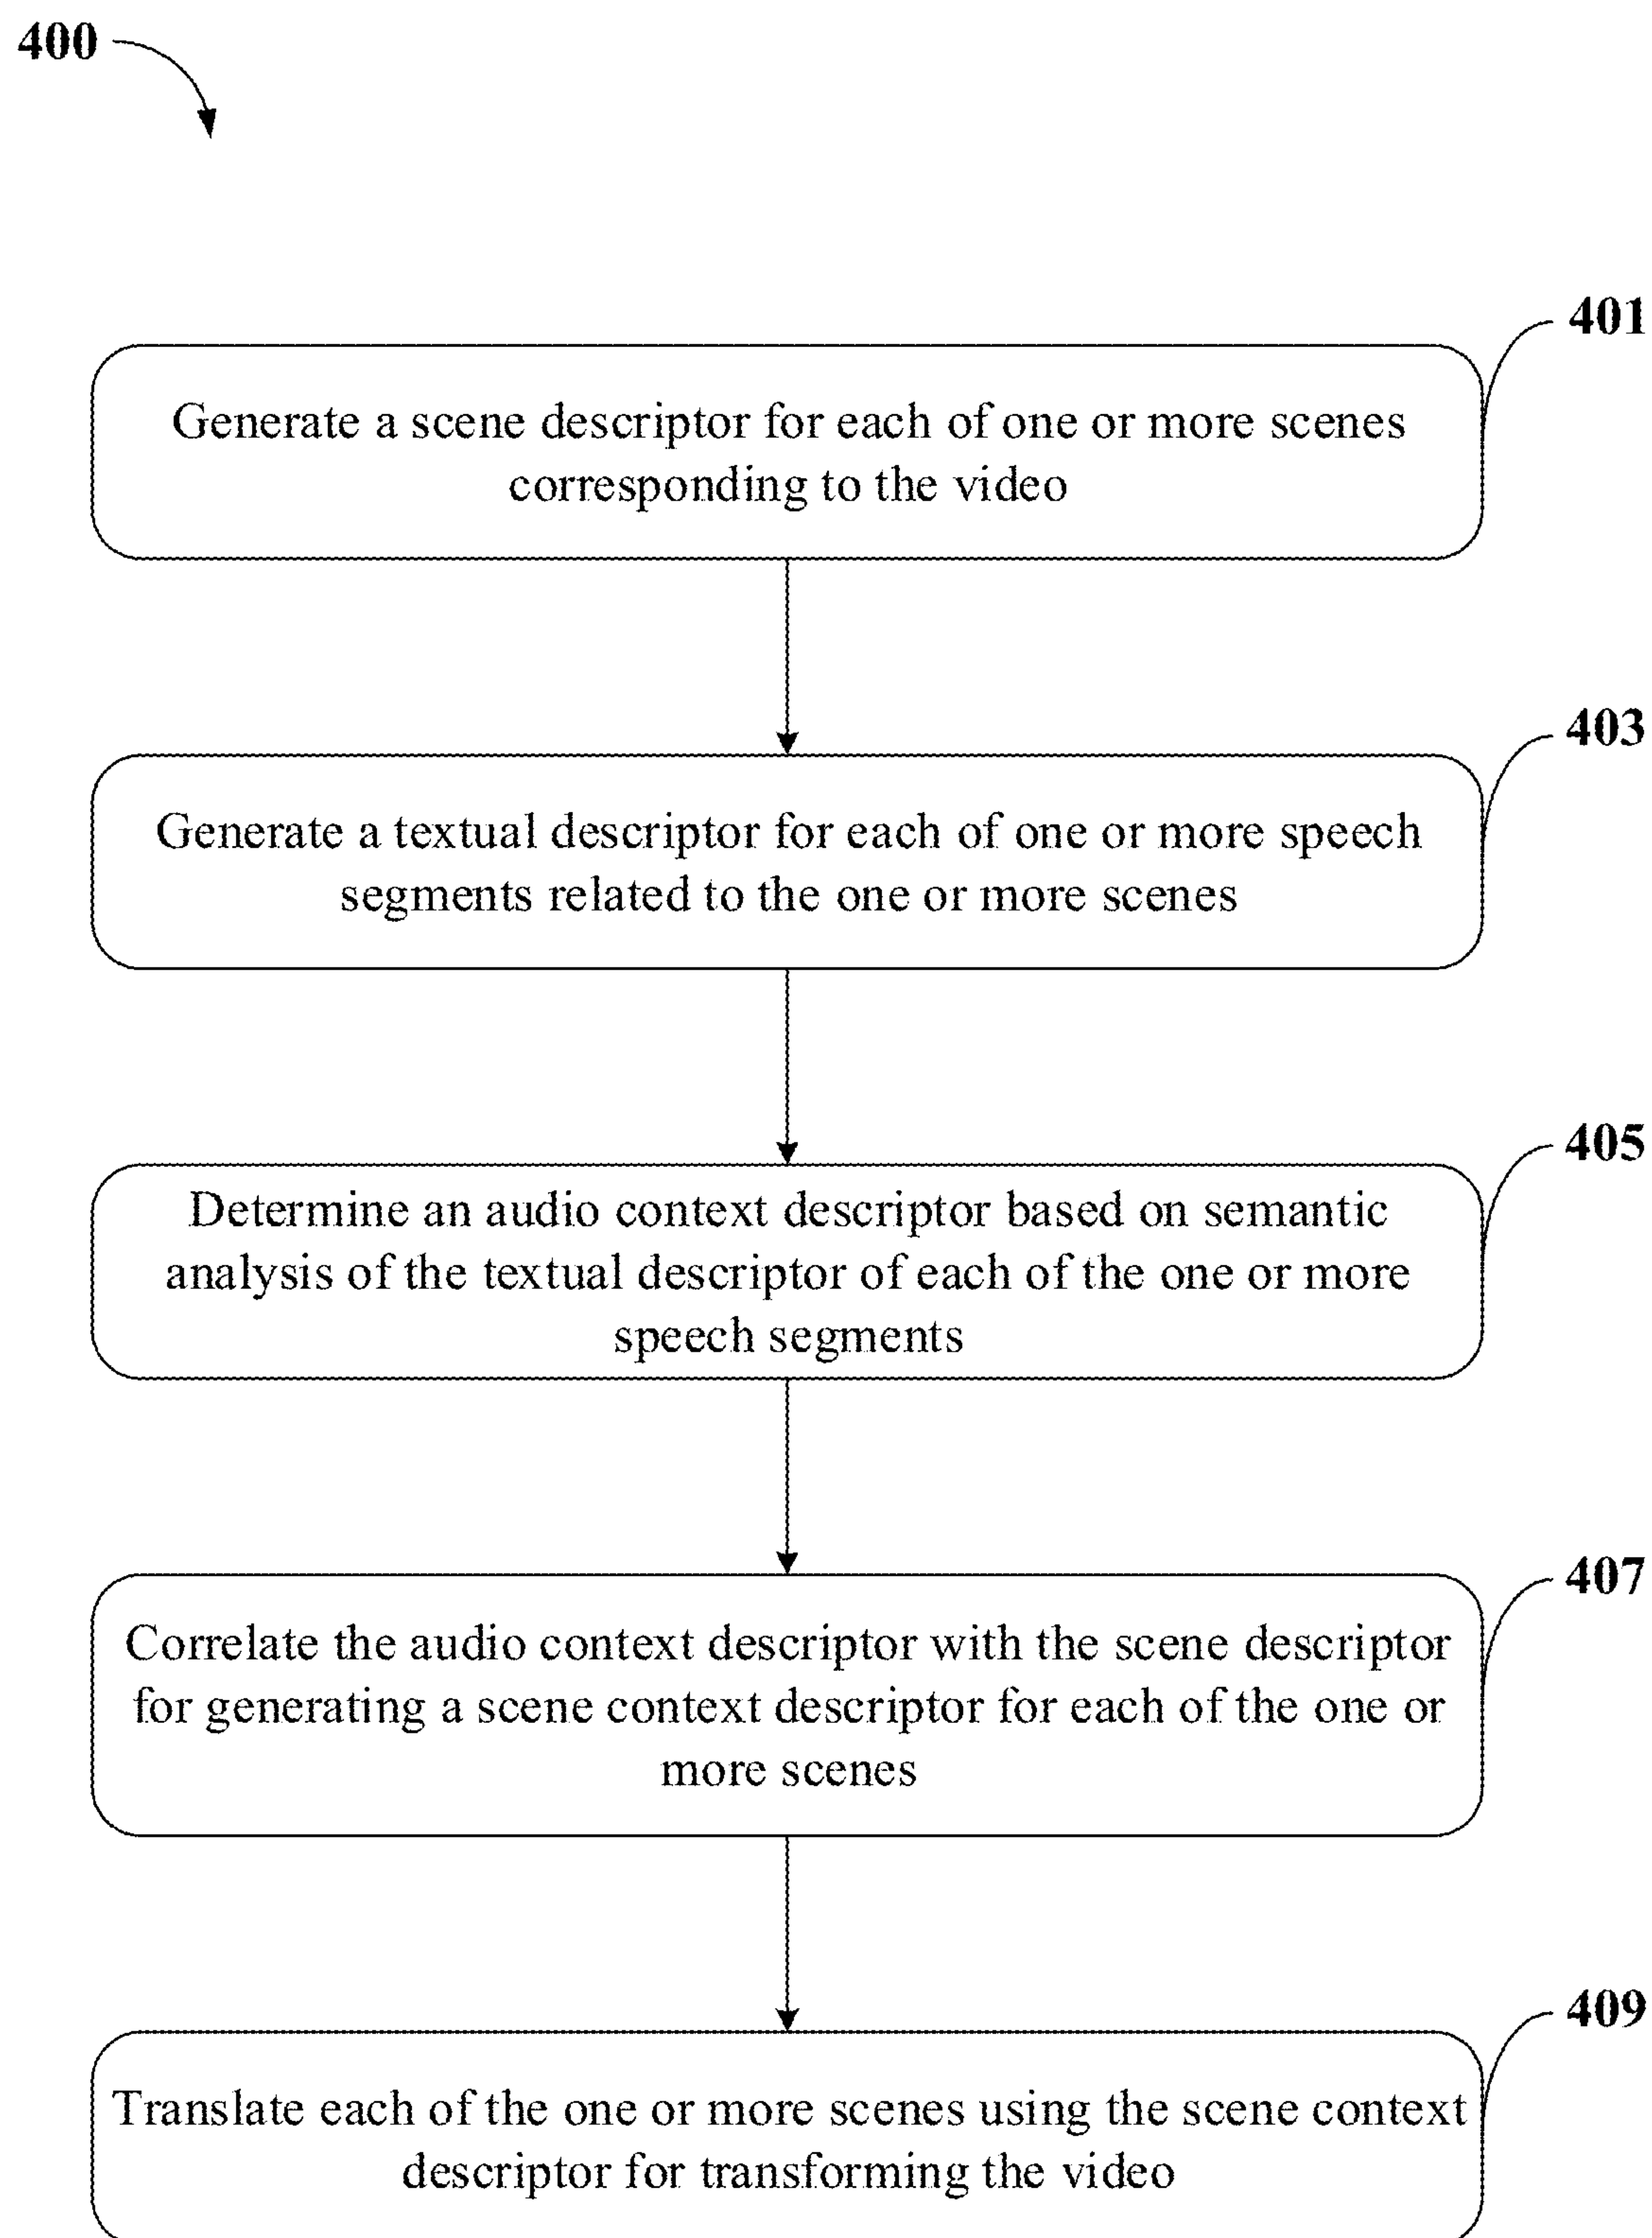 400
401
Generate a scene descriptor for each of one or more scenes
corresponding to the video
403
Generate a textual descriptor for each of one or more speech
segments related to the one or more scenes
405
Determine an audio context descriptor based on semantic
analysis of the textual descriptor of each of the one or more
speech segments
407
Correlate the audio context descriptor with the scene descriptor
for generating a scene context descriptor for each of the one or
more scenes
409
Translate each of the one or more scenes using the scene context
descriptor for transforming the video